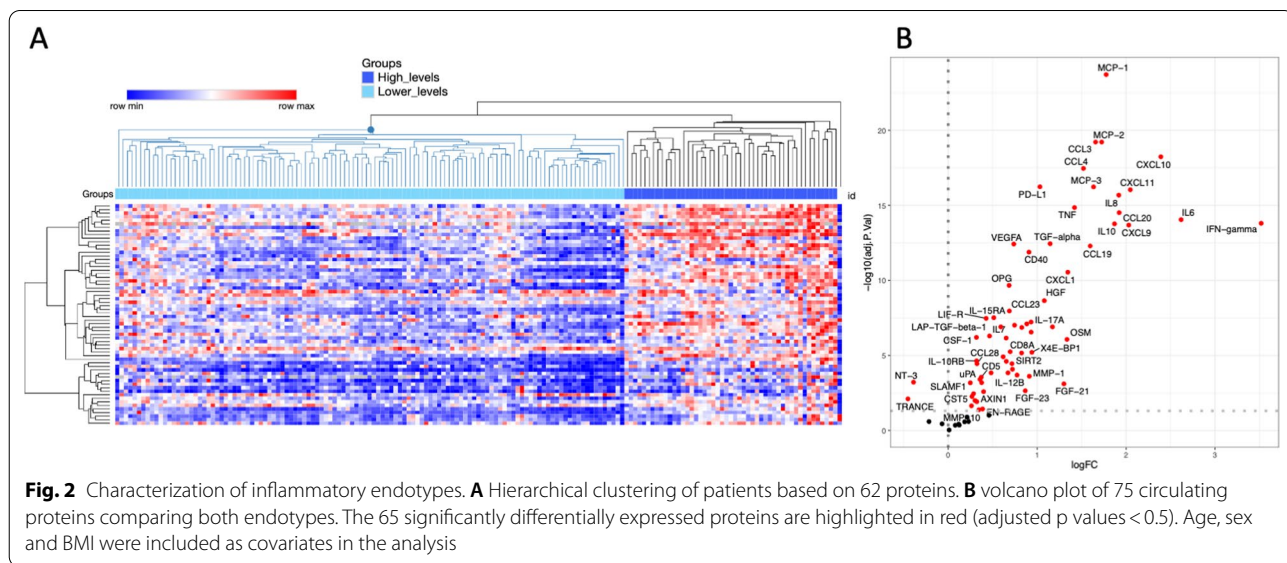 A
B
Groups
High_levels
Lower_levels
row min
row max
Groups
id
-log10(adj.P.Val)
20
15
10
5
0
MCP-1
MCP-2
CCL3
CCL4
CXCL10
MCP-3
CXCL11
PD-L1
IL8
TNF
CCL20
IL6
IL10
CXCL9
IFN-gamma
VEGFA
TGF-alpha
CD40
CCL19
OPG
CXCL1
HGF
CCL23
LIF-R
IL-15RA
LAP-TGF-beta-1
IL7
IL-17A
CSF-1
OSM
CD8A
X4E-BP1
CCL28
IL-10RB
SIRT2
CD5
uPA
MMP-1
NT-3
SLAMF1
IL-12B
FGF-21
TRANCE
CST5
AXIN1
FGF-23
EN-RAGE
MMP-10
0
1
2
3
logFC
Fig. 2 Characterization of inflammatory endotypes. A Hierarchical clustering of patients based on 62 proteins. B volcano plot of 75 circulating
proteins comparing both endotypes. The 65 significantly differentially expressed proteins are highlighted in red (adjusted p values < 0.5). Age, sex
and BMI were included as covariates in the analysis